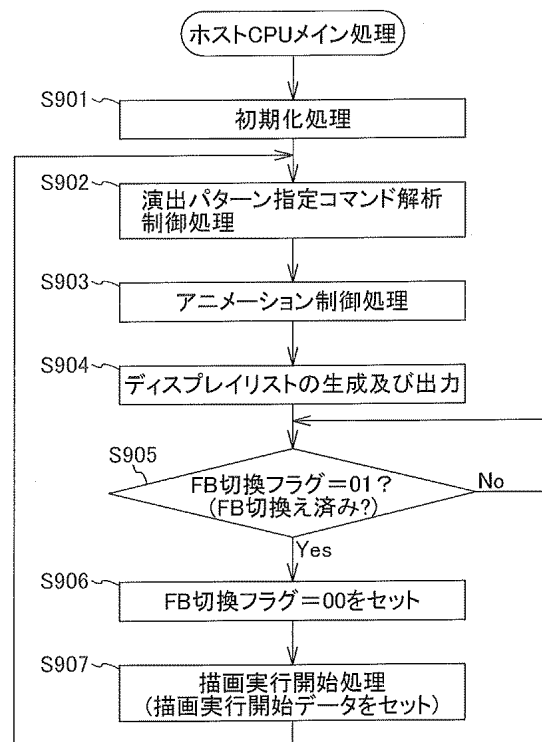 ホストCPUメイン処理
S901
初期化処理
S902
演出パターン指定コマンド解析
制御処理
S903
アニメーション制御処理
S904
ディスプレイリストの生成及び出力
S905
FB切換フラグ=01?
(FB切換え済み?)
No
Yes
S906
FB切換フラグ=00をセット
S907
描画実行開始処理
(描画実行開始データをセット)